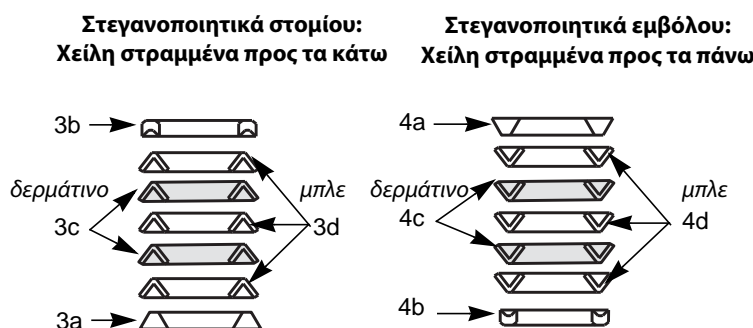 Στεγανοποιητικά στομίου:
Χείλη στραμμένα προς τα κάτω
3b
δερμάτινο
μπλε
3c
3d
3a
Στεγανοποιητικά εμβόλου:
Χείλη στραμμένα προς τα πάνω
4a
δερμάτινο
μπλε
4c
4d
4b